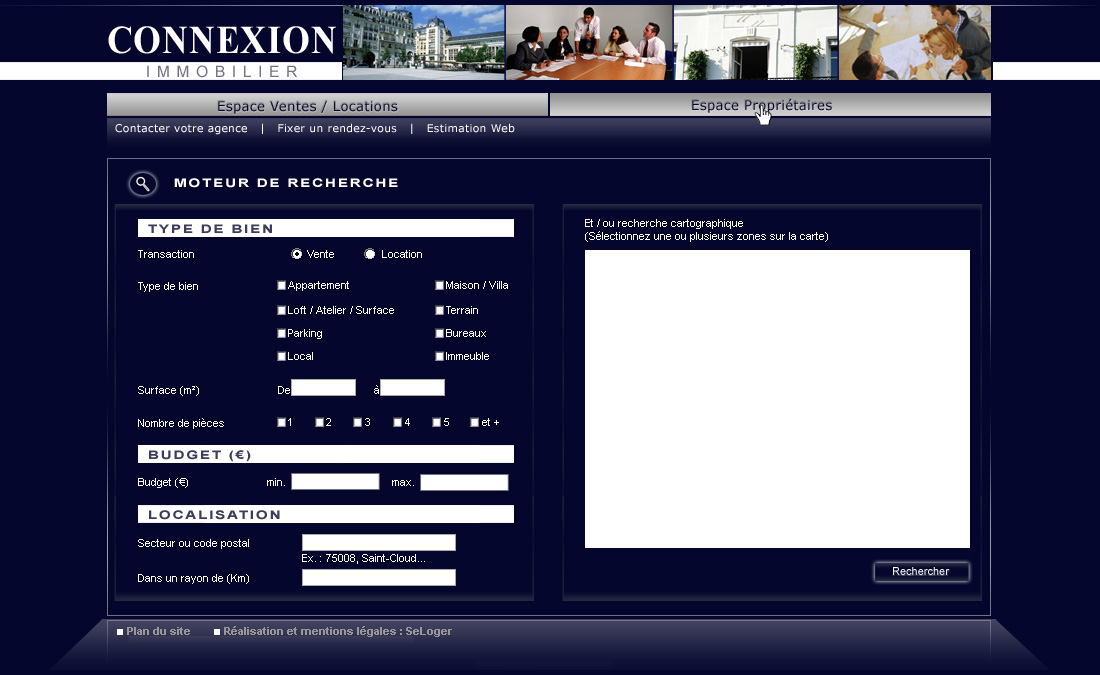 CONNEXION
IMMOBILIER
Espace Ventes / Locations
Espace Propriétaires
Contacter votre agence | Fixer un rendez-vous | Estimation Web
MOTEUR DE RECHERCHE
TYPE DE BIEN
Transaction Vente Location
Type de bien Appartement Maison / Villa
Loft / Atelier / Surface Terrain
Parking Bureaux
Local Immeuble
Surface (m²) De à
Nombre de pièces 1 2 3 4 5 et +
BUDGET (€)
Budget (€) min. max.
LOCALISATION
Secteur ou code postal
Ex. : 75008, Saint-Cloud...
Dans un rayon de (Km)
Et / ou recherche cartographique
(Sélectionnez une ou plusieurs zones sur la carte)
Rechercher
Plan du site Réalisation et mentions légales : SeLoger